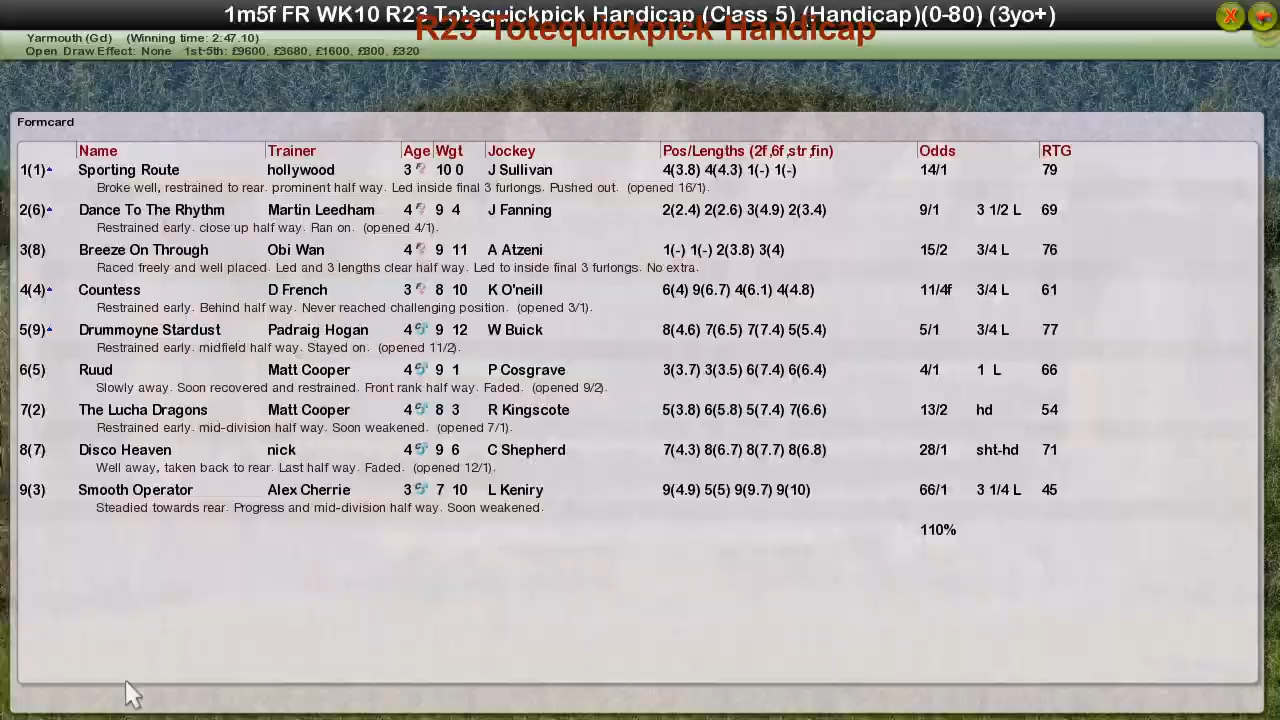 1m5f FR WK10 R23 Totequickpick Handicap (Class 5) (Handicap)(0-80) (3yo+)
R23 Totequickpick Handicap
Yarmouth (Gd) (Winning time: 2:47.10)
Open Draw Effect: None 1st-5th: £9600, £3680, £1600, £800, £320
Formcard
Name Trainer Age Wgt Jockey Pos/Lengths (2f,6f,str,fin) Odds RTG
1(1) Sporting Route hollywood 3 10 0 J Sullivan 4(3.8) 4(4.3) 1(-) 1(-) 14/1 79
Broke well, restrained to rear. prominent half way. Led inside final 3 furlongs. Pushed out. (opened 16/1).
2(6) Dance To The Rhythm Martin Leedham 4 9 4 J Fanning 2(2.4) 2(2.6) 3(4.9) 2(3.4) 9/1 3 1/2 L 69
Restrained early. close up half way. Ran on. (opened 4/1).
3(8) Breeze On Through Obi Wan 4 9 11 A Atzeni 1(-) 1(-) 2(3.8) 3(4) 15/2 3/4 L 76
Raced freely and well placed. Led and 3 lengths clear half way. Led to inside final 3 furlongs. No extra.
4(4) Countess D French 3 8 10 K O'neill 6(4) 9(6.7) 4(6.1) 4(4.8) 11/4f 3/4 L 61
Restrained early. Behind half way. Never reached challenging position. (opened 3/1).
5(9) Drummoyne Stardust Padraig Hogan 4 9 12 W Buick 8(4.6) 7(6.5) 7(7.4) 5(5.4) 5/1 3/4 L 77
Restrained early. midfield half way. Stayed on. (opened 11/2).
6(5) Ruud Matt Cooper 4 9 1 P Cosgrave 3(3.7) 3(3.5) 6(7.4) 6(6.4) 4/1 1 L 66
Slowly away. Soon recovered and restrained. Front rank half way. Faded. (opened 9/2).
7(2) The Lucha Dragons Matt Cooper 4 8 3 R Kingscote 5(3.8) 6(5.8) 5(7.4) 7(6.6) 13/2 hd 54
Restrained early. mid-division half way. Soon weakened. (opened 7/1).
8(7) Disco Heaven nick 4 9 6 C Shepherd 7(4.3) 8(6.7) 8(7.7) 8(6.8) 28/1 sht-hd 71
Well away, taken back to rear. Last half way. Faded. (opened 12/1).
9(3) Smooth Operator Alex Cherrie 3 7 10 L Keniry 9(4.9) 5(5) 9(9.7) 9(10) 66/1 3 1/4 L 45
Steadied towards rear. Progress and mid-division half way. Soon weakened.
110%